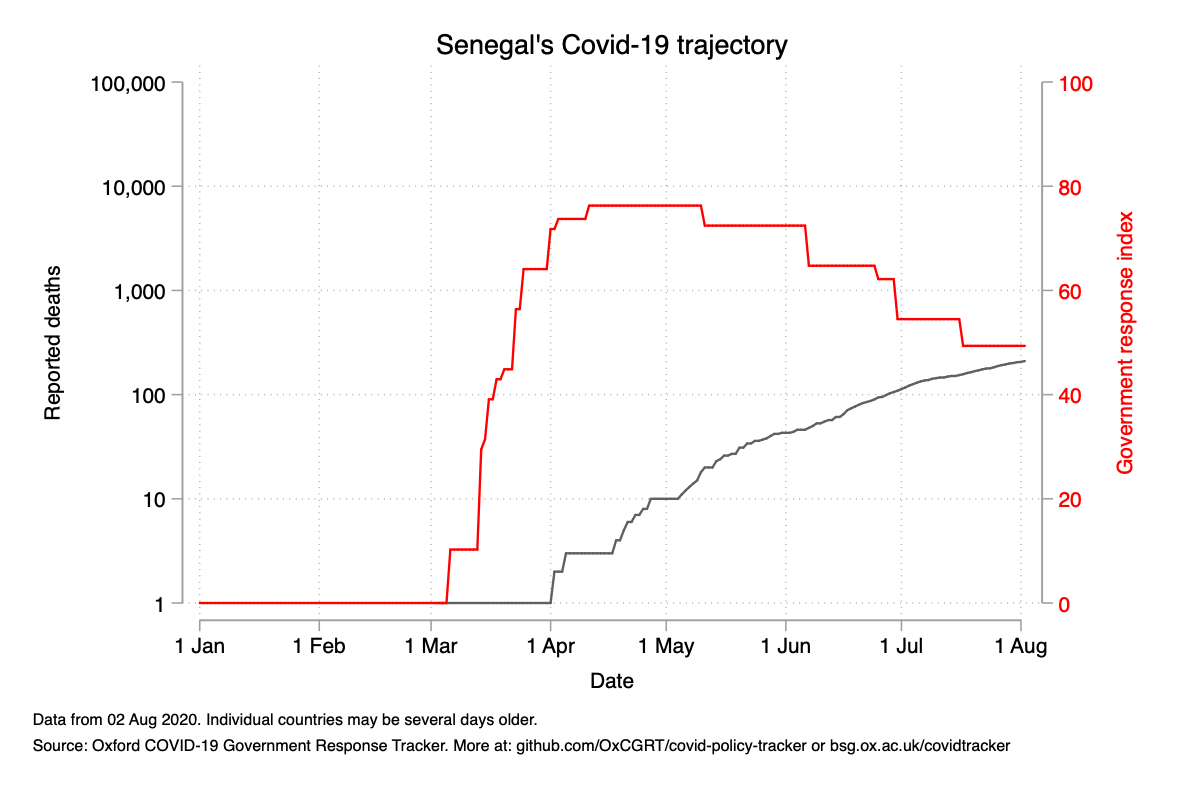 Senegal's Covid-19 trajectory
100,000
10,000
1,000
100
10
1
Reported deaths
100
80
60
40
20
0
Government response index
1 Jan 1 Feb 1 Mar 1 Apr 1 May 1 Jun 1 Jul 1 Aug
Date
Data from 02 Aug 2020. Individual countries may be several days older.
Source: Oxford COVID-19 Government Response Tracker. More at: github.com/OxCGRT/covid-policy-tracker or bsg.ox.ac.uk/covidtracker